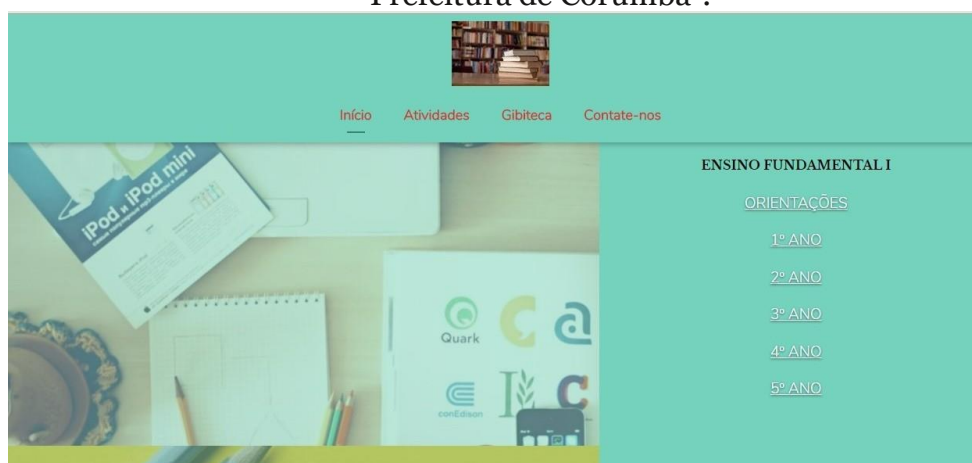 Prefeitura de Corumbá".
Início Atividades Gibiteca Contate-nos
iPod и iPod mini
Quark
conEdison
ENSINO FUNDAMENTAL I
ORIENTAÇÕES
1º ANO
2º ANO
3º ANO
4º ANO
5º ANO